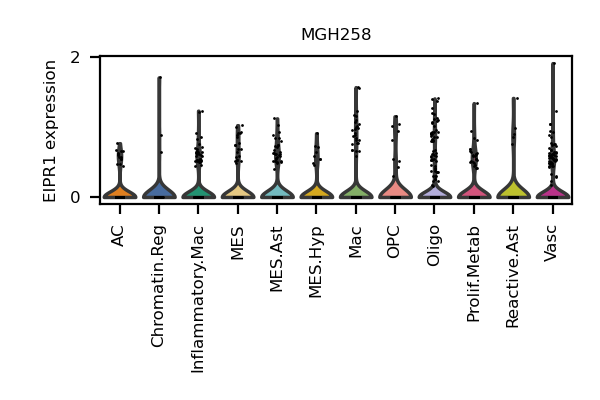 MGH258
EIPR1 expression
2
0
AC
Chromatin.Reg
Inflammatory.Mac
MES
MES.Ast
MES.Hyp
Mac
OPC
Oligo
Prolif.Metab
Reactive.Ast
Vasc